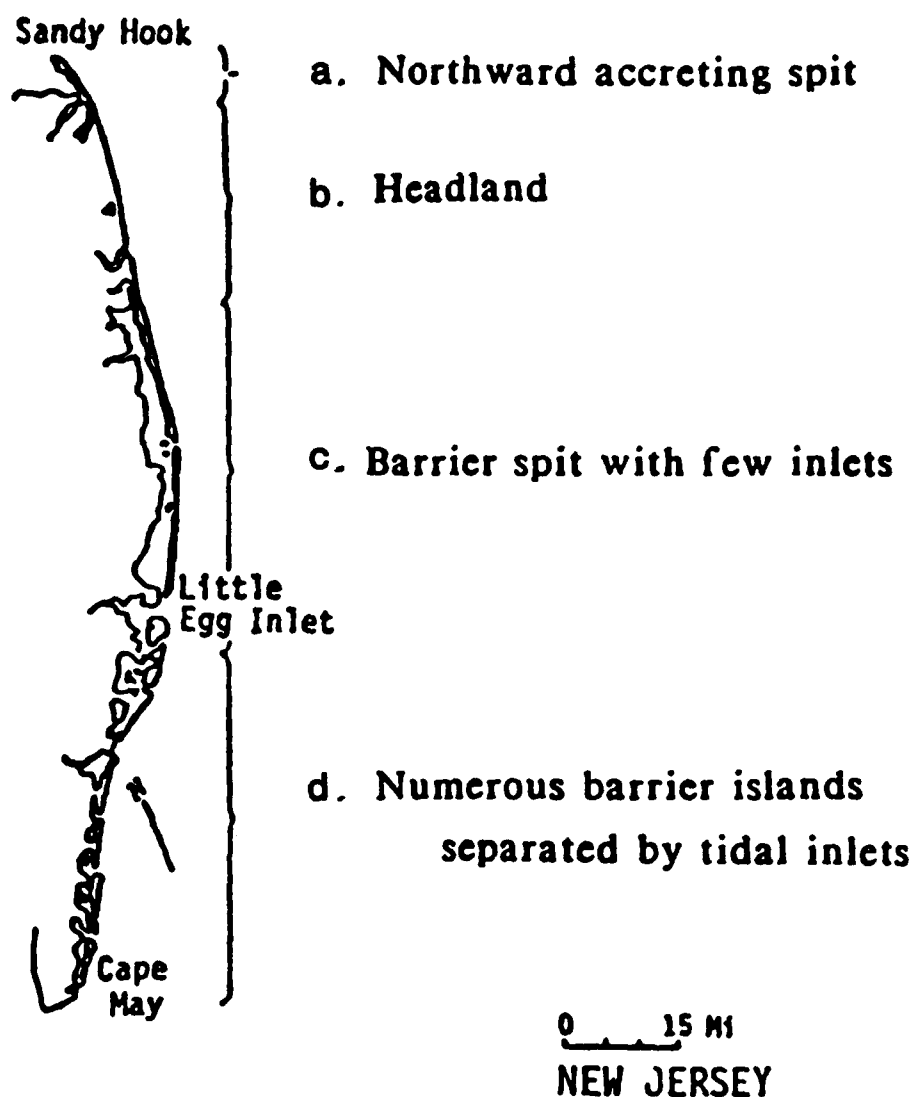 Sandy Hook
a. Northward accreting spit
b. Headland
c. Barrier spit with few inlets
Little
Egg Inlet
d. Numerous barrier islands
separated by tidal inlets
N
Cape
May
0 15 Mi
NEW JERSEY